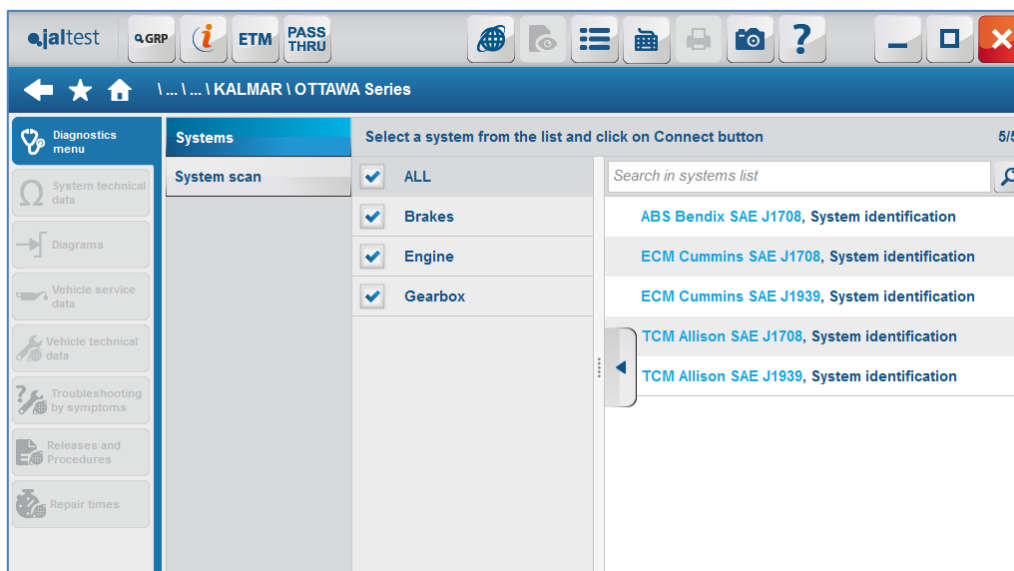 jaltest
GRP
i
ETM
PASS
THRU
?
\ ... \ ... \ KALMAR \ OTTAWA Series
Diagnostics
menu
System technical
data
Diagrams
Vehicle service
data
Vehicle technical
data
Troubleshooting
by symptoms
Releases and
Procedures
Repair times
Systems
System scan
Select a system from the list and click on Connect button
5/5
ALL
Brakes
Engine
Gearbox
Search in systems list
ABS Bendix SAE J1708, System identification
ECM Cummins SAE J1708, System identification
ECM Cummins SAE J1939, System identification
TCM Allison SAE J1708, System identification
TCM Allison SAE J1939, System identification